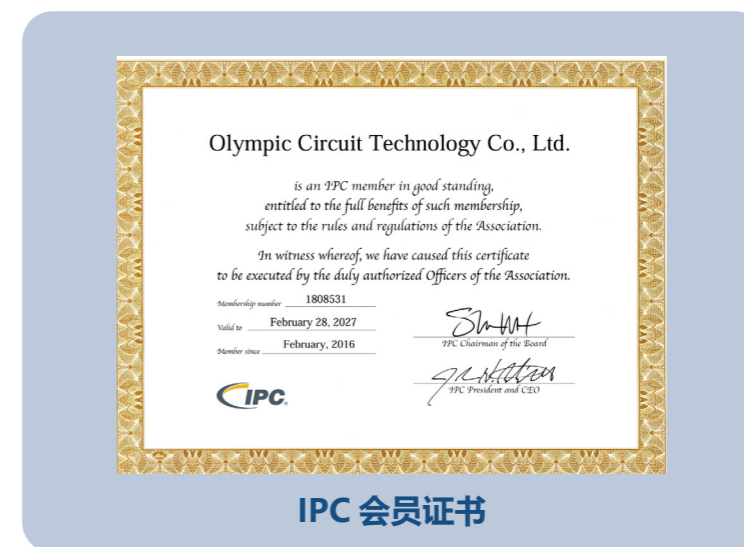 Olympic Circuit Technology Co., Ltd.
is an IPC member in good standing,
entitled to the full benefits of such membership,
subject to the rules and regulations of the Association.
In witness whereof, we have caused this certificate
to be executed by the duly authorized Officers of the Association.
Membership number 1808531
Valid to February 28, 2027
Member since February, 2016
IPC Chairman of the Board
IPC President and CEO
IPC.
IPC 会员证书